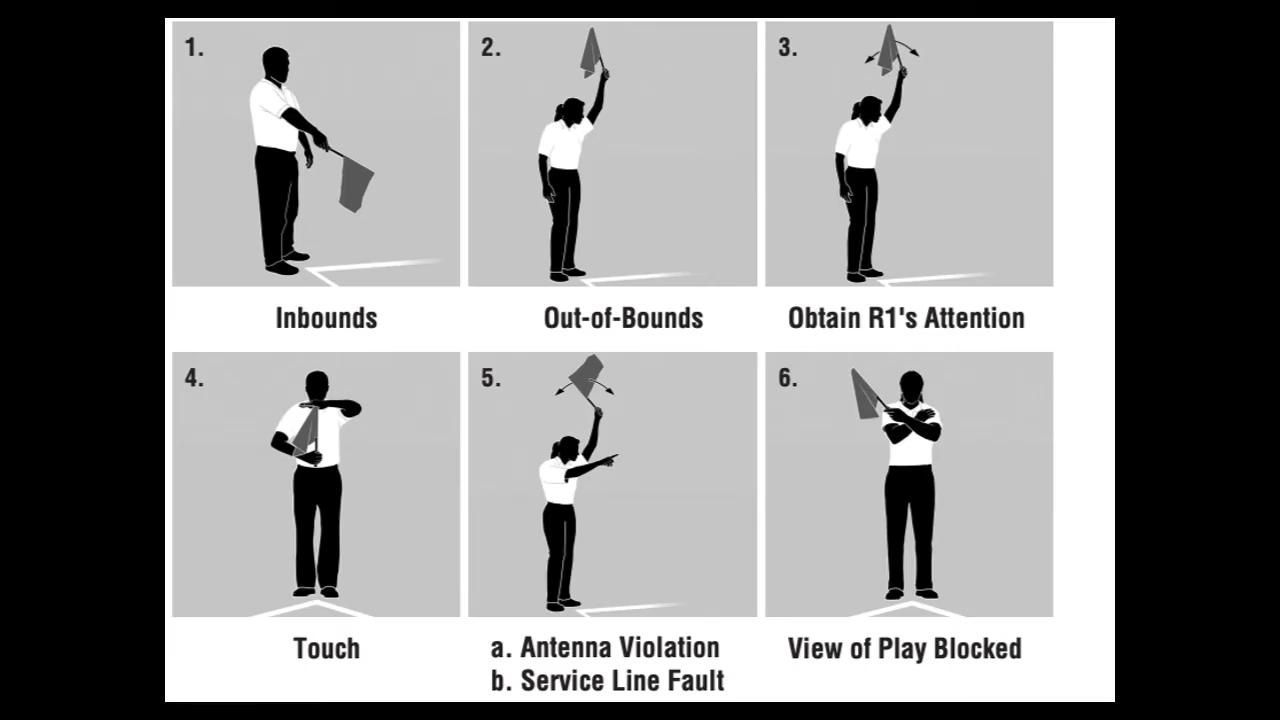 1.
2.
3.
Inbounds
Out-of-Bounds
Obtain R1's Attention
4.
5.
6.
Touch
a. Antenna Violation
b. Service Line Fault
View of Play Blocked